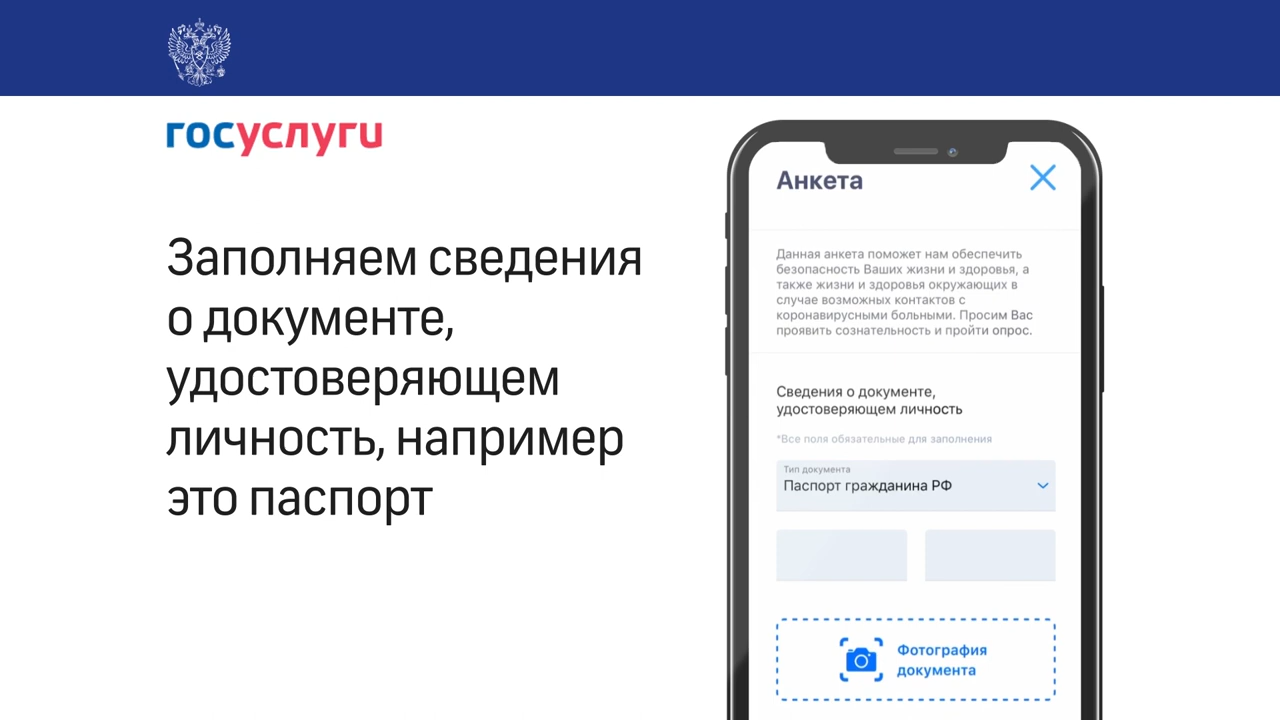 госуслуги
Заполняем сведения
о документе,
удостоверяющем
личность, например
это паспорт
Анкета
Данная анкета поможет нам обеспечить
безопасность Ваших жизни и здоровья, а
также жизни и здоровья окружающих в
случае возможных контактов с
коронавирусными больными. Просим Вас
проявить сознательность и пройти опрос.
Сведения о документе,
удостоверяющем личность
*Все поля обязательные для заполнения
Тип документа
Паспорт гражданина РФ
Фотография
документа